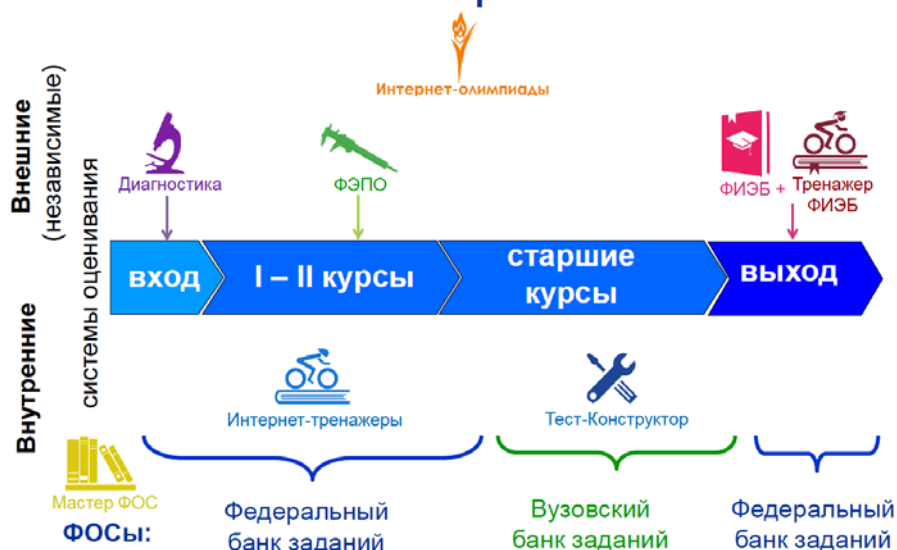 Интернет-олимпиады
Внешние
(независимые)
системы оценивания
Внутренние
Диагностика
ФЭПО
ФИЭБ +
Тренажер
ФИЭБ
вход
I – II курсы
старшие
курсы
выход
Интернет-тренажеры
Тест-Конструктор
Мастер ФОС
ФОСы:
Федеральный
банк заданий
Вузовский
банк заданий
Федеральный
банк заданий